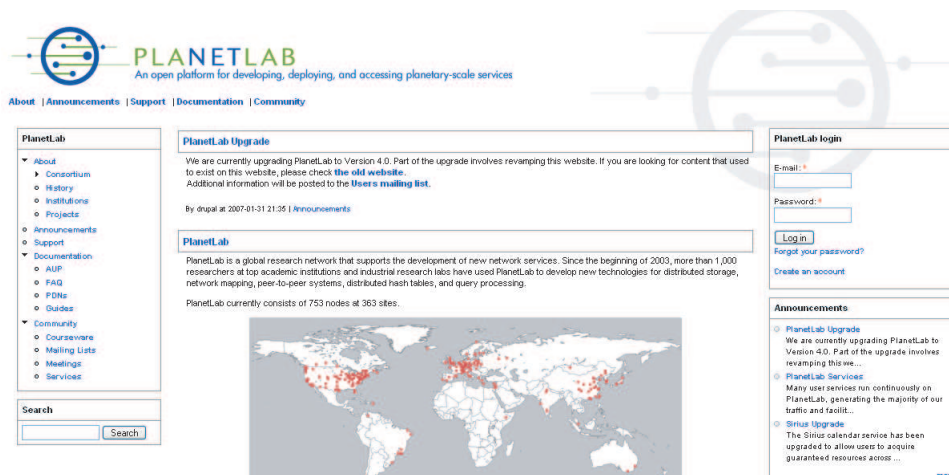 PLANETLAB
An open platform for developing, deploying, and accessing planetary-scale services
About | Announcements | Support | Documentation | Community
PlanetLab
About
Consortium
History
Institutions
Projects
Announcements
Support
Documentation
AUP
FAQ
PDNs
Guides
Community
Courseware
Mailing Lists
Meetings
Services
Search
Search
PlanetLab Upgrade
We are currently upgrading PlanetLab to Version 4.0. Part of the upgrade involves revamping this website. If you are looking for content that used
to exist on this website, please check the old website.
Additional information will be posted to the Users mailing list.
By drupal at 2007-01-31 21:35 | Announcements
PlanetLab
PlanetLab is a global research network that supports the development of new network services. Since the beginning of 2003, more than 1,000
researchers at top academic institutions and industrial research labs have used PlanetLab to develop new technologies for distributed storage,
network mapping, peer-to-peer systems, distributed hash tables, and query processing.
PlanetLab currently consists of 753 nodes at 363 sites.
PlanetLab login
E-mail: *
Password: *
Log in
Forgot your password?
Create an account
Announcements
PlanetLab Upgrade
We are currently upgrading PlanetLab to
Version 4.0. Part of the upgrade involves
revamping this we...
PlanetLab Services
Many user services run continuously on
PlanetLab, generating the majority of our
traffic and facilit...
Sirius Upgrade
The Sirius calendar service has been
upgraded to allow users to acquire
guaranteed resources across ...